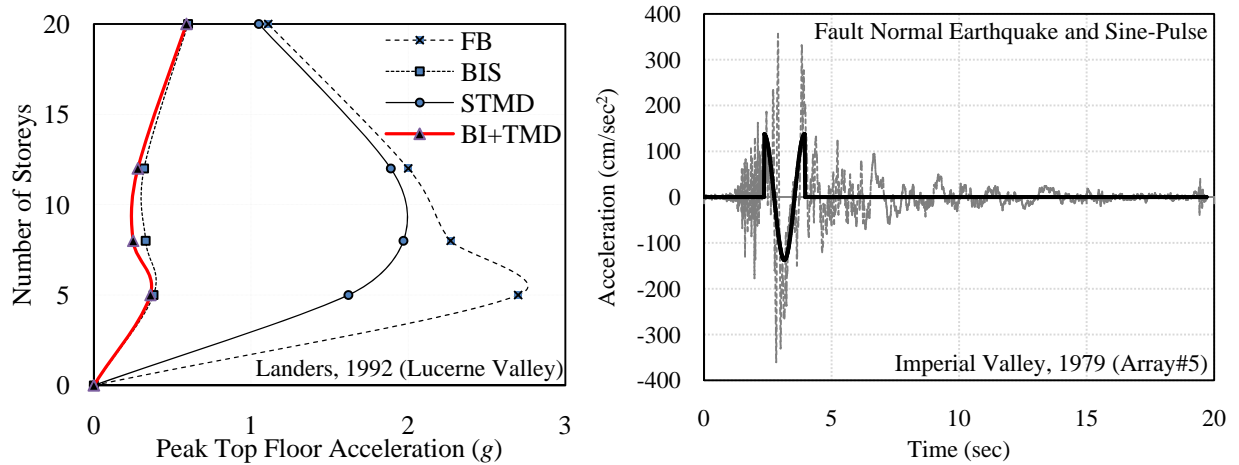 20
15
10
5
0
Number of Storeys
FB
BIS
STMD
BI+TMD
Landers, 1992 (Lucerne Valley)
0
1
2
3
Peak Top Floor Acceleration (g)
400
300
200
100
0
-100
-200
-300
-400
Acceleration (cm/sec²)
Fault Normal Earthquake and Sine-Pulse
Imperial Valley, 1979 (Array#5)
0
5
10
15
20
Time (sec)